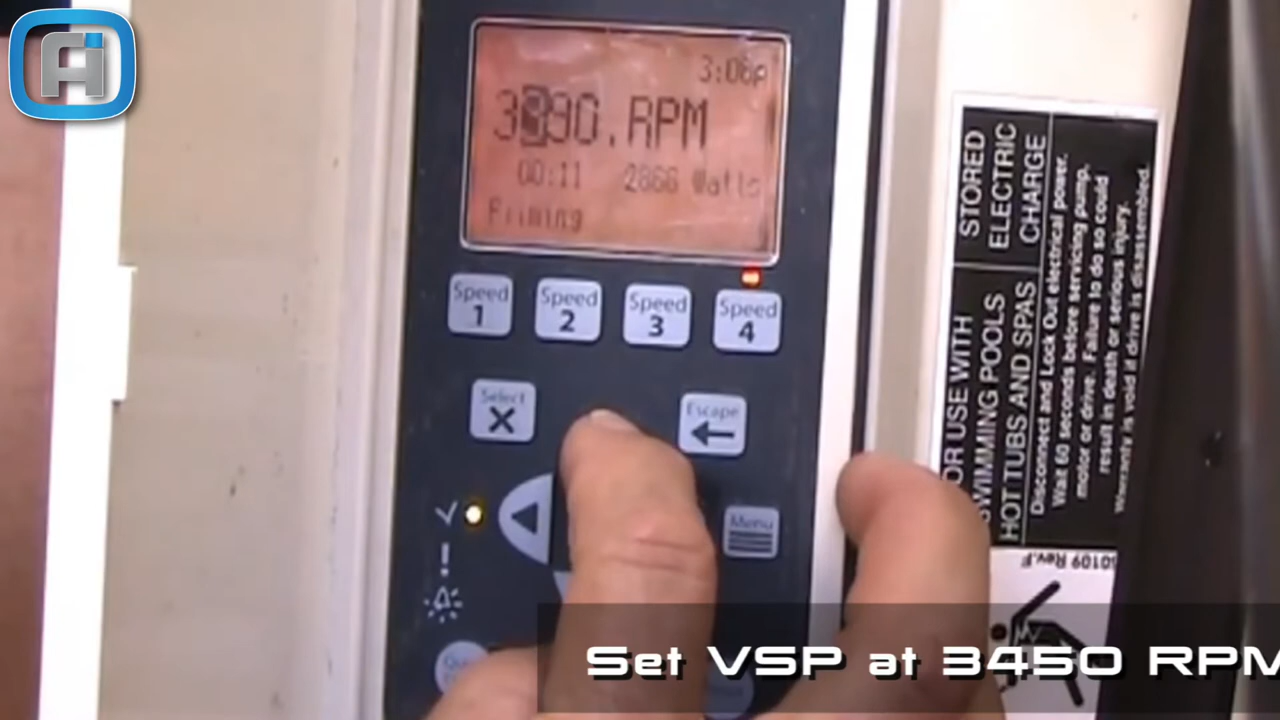 3:06p
3390.RPM
00:11 2866 Watts
Priming
Speed
1
Speed
2
Speed
3
Speed
4
Select
Escape
Menu
STORED
ELECTRIC
CHARGE
OR USE WITH
SWIMMING POOLS
HOT TUBS AND SPAS
Disconnect and Lock Out electrical power.
Wait 60 seconds before servicing pump,
motor or drive. Failure to do so could
result in death or serious injury.
Warranty is void if drive is disassembled.
Rev.F
Set VSP at 3450 RPM